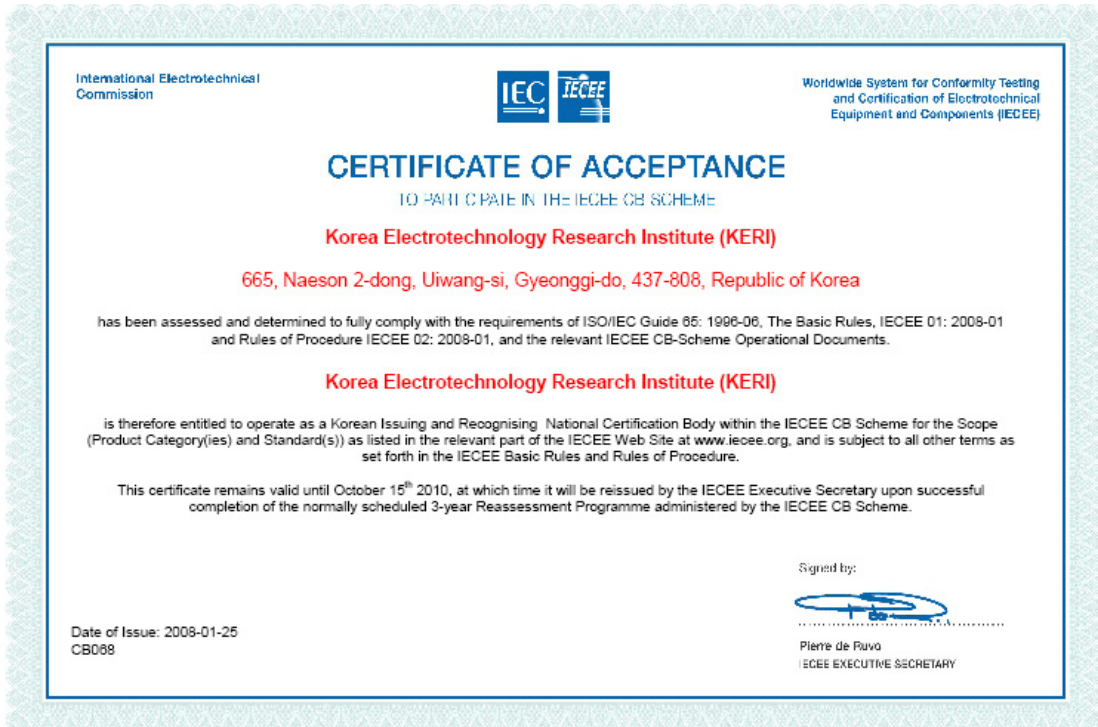 International Electrotechnical
Commission
IEC
IECEE
Worldwide System for Conformity Testing
and Certification of Electrotechnical
Equipment and Components (IECEE)
CERTIFICATE OF ACCEPTANCE
TO PARTICIPATE IN THE IECEE CB SCHEME
Korea Electrotechnology Research Institute (KERI)
665, Naeson 2-dong, Uiwang-si, Gyeonggi-do, 437-808, Republic of Korea
has been assessed and determined to fully comply with the requirements of ISO/IEC Guide 65: 1996-06, The Basic Rules, IECEE 01: 2008-01
and Rules of Procedure IECEE 02: 2008-01, and the relevant IECEE CB-Scheme Operational Documents.
Korea Electrotechnology Research Institute (KERI)
is therefore entitled to operate as a Korean Issuing and Recognising National Certification Body within the IECEE CB Scheme for the Scope
(Product Category(ies) and Standard(s)) as listed in the relevant part of the IECEE Web Site at www.iecee.org, and is subject to all other terms as
set forth in the IECEE Basic Rules and Rules of Procedure.
This certificate remains valid until October 15th 2010, at which time it will be reissued by the IECEE Executive Secretary upon successful
completion of the normally scheduled 3-year Reassessment Programme administered by the IECEE CB Scheme.
Signed by:
Date of Issue: 2008-01-25
CB068
Pierre de Ruvo
IECEE EXECUTIVE SECRETARY